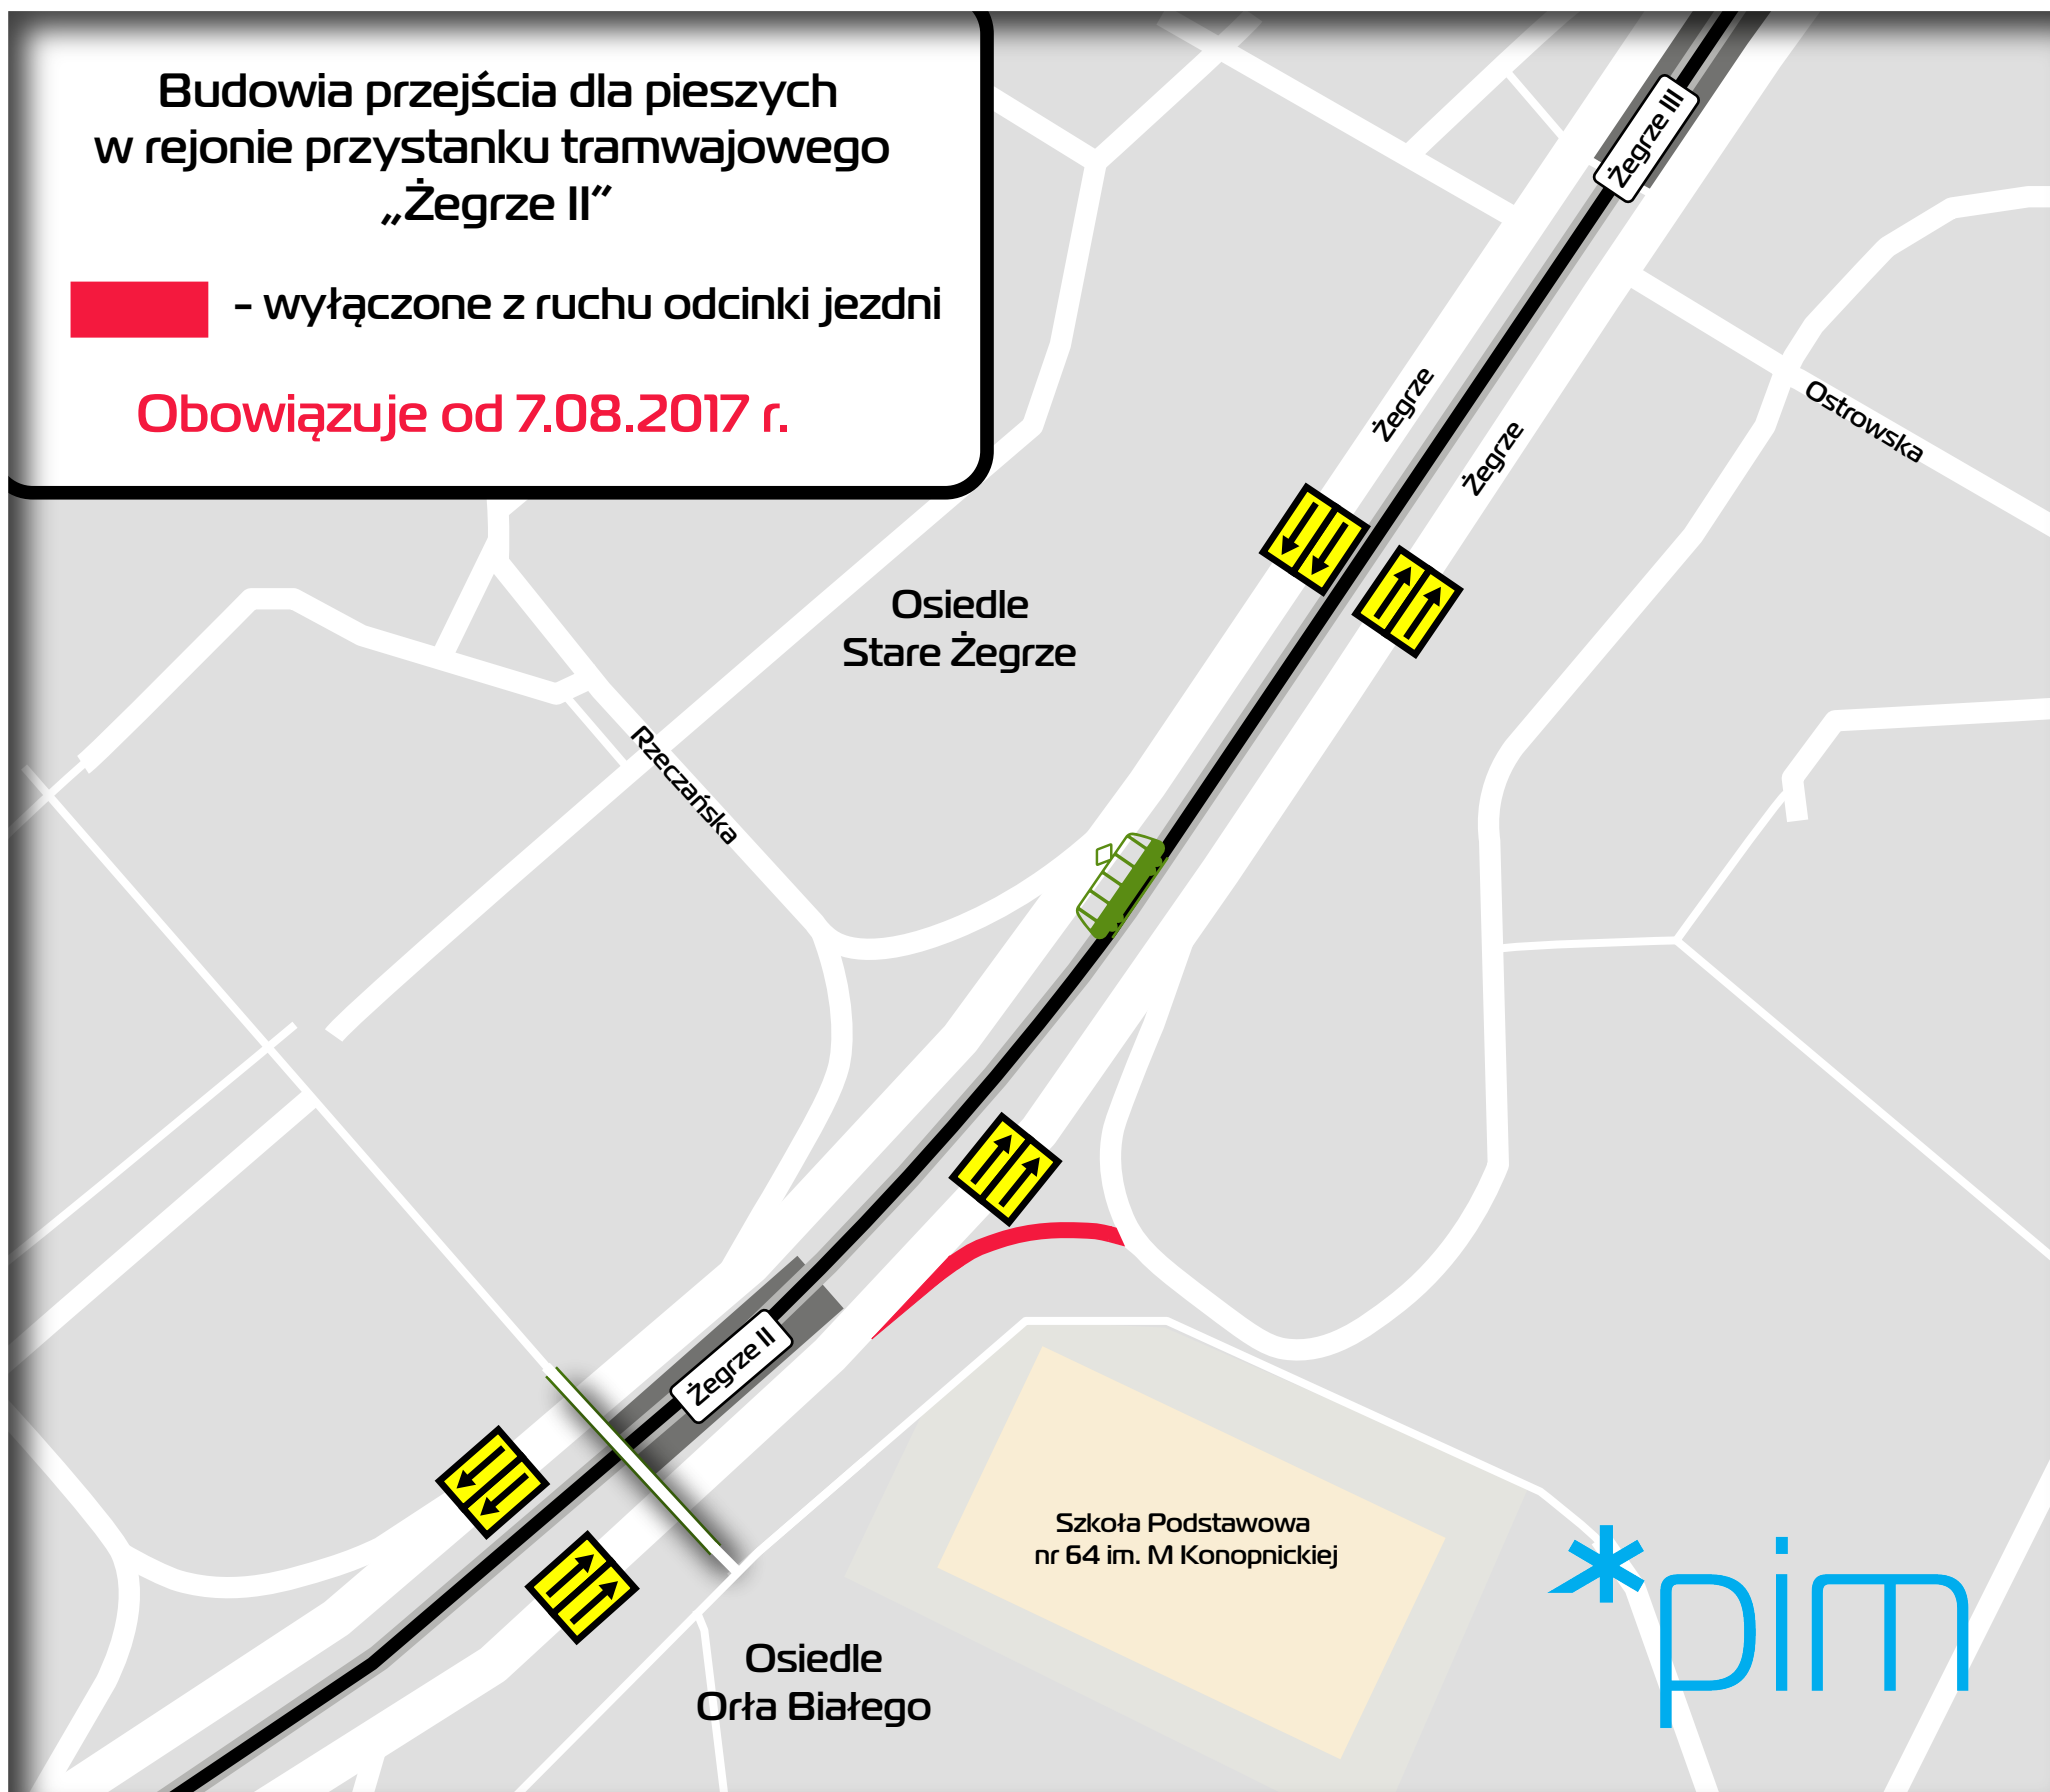 Budowia przejścia dla pieszych
w rejonie przystanku tramwajowego
„Żegrze II”
- wyłączone z ruchu odcinki jezdni
Obowiązuje od 7.08.2017 r.
Żegrze III
Żegrze
Żegrze
Ostrowska
Osiedle
Stare Żegrze
Rzeczańska
Żegrze II
Szkoła Podstawowa
nr 64 im. M Konopnickiej
Osiedle
Orła Białego
*pim